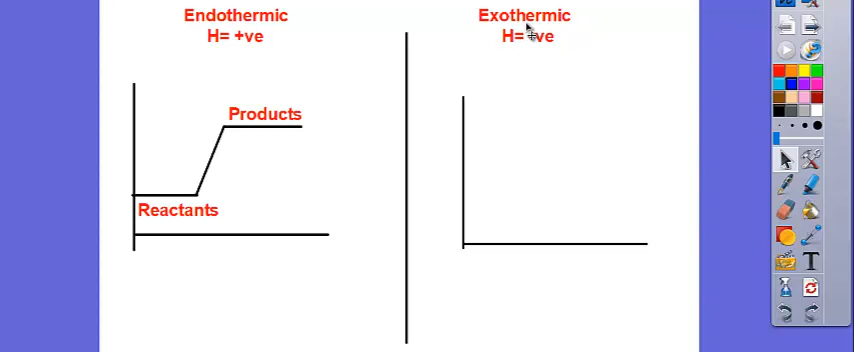 Endothermic
H= +ve
Exothermic
H= ve
Products
Reactants
T